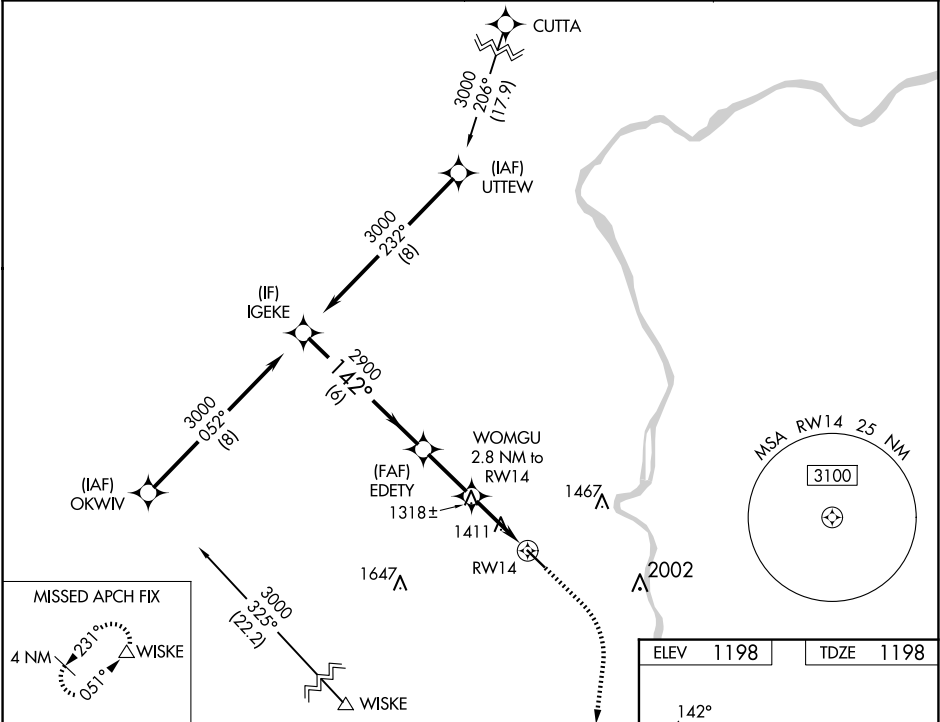 CUTTA
3000
206°
(17.9)
(IAF)
UTTEW
3000
232°
(8)
(IF)
IGEKE
2900
142°
(6)
3000
052°
(8)
(IAF)
OKWIV
(FAF)
EDETY
WOMGU
2.8 NM to
RW14
1318±
1411
1467
RW14
1647
2002
MSA RW14 25 NM
3100
3000
325°
(22.2)
WISKE
MISSED APCH FIX
4 NM
231°
051°
WISKE
ELEV 1198
TDZE 1198
142°